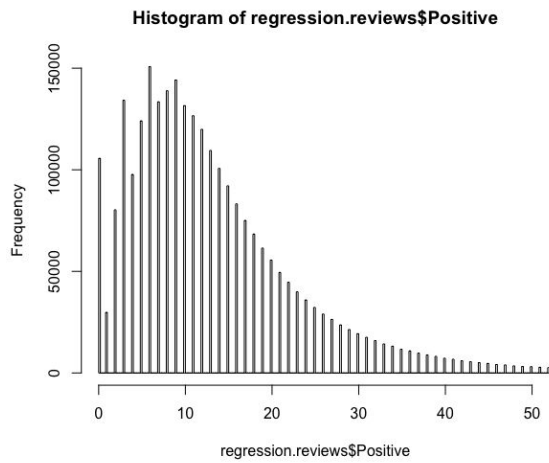 Histogram of regression.reviews$Positive
Frequency
150000
100000
50000
0
0 10 20 30 40 50
regression.reviews$Positive